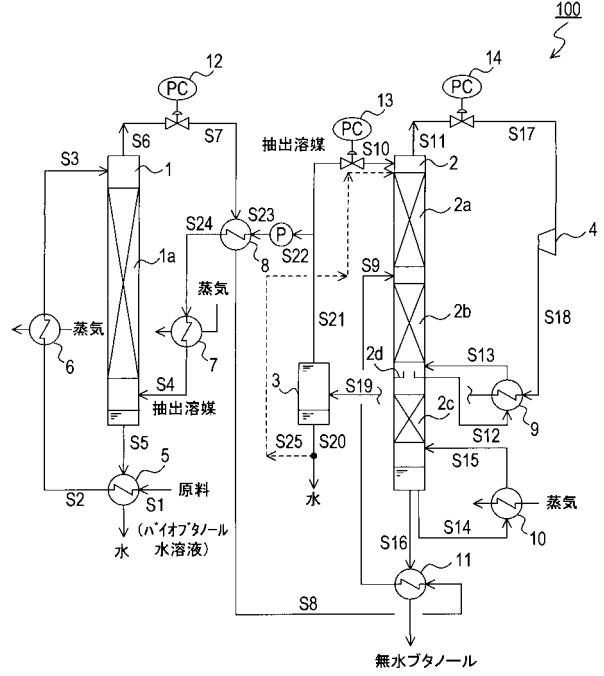 100
12
PC
S6
S7
S3
1
1a
S24
S23
P
S22
8
蒸気
蒸気
6
7
S4
抽出溶媒
S5
5
S2
原料
S1
水
(バイオブタノール
水溶液)
13
PC
抽出溶媒
S10
14
PC
S11
S17
2
2a
4
S9
2b
S18
S21
2d
S13
3
S19
2c
S12
9
S25
S20
S15
水
蒸気
S14
10
S16
11
S8
無水ブタノール